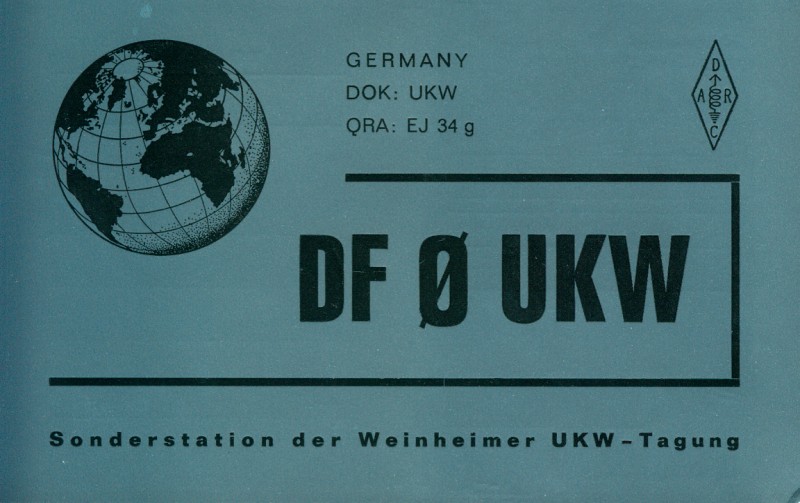 GERMANY
DOK: UKW
QRA: EJ 34 g
D
A R
C
DF Ø UKW
Sonderstation der Weinheimer UKW-Tagung